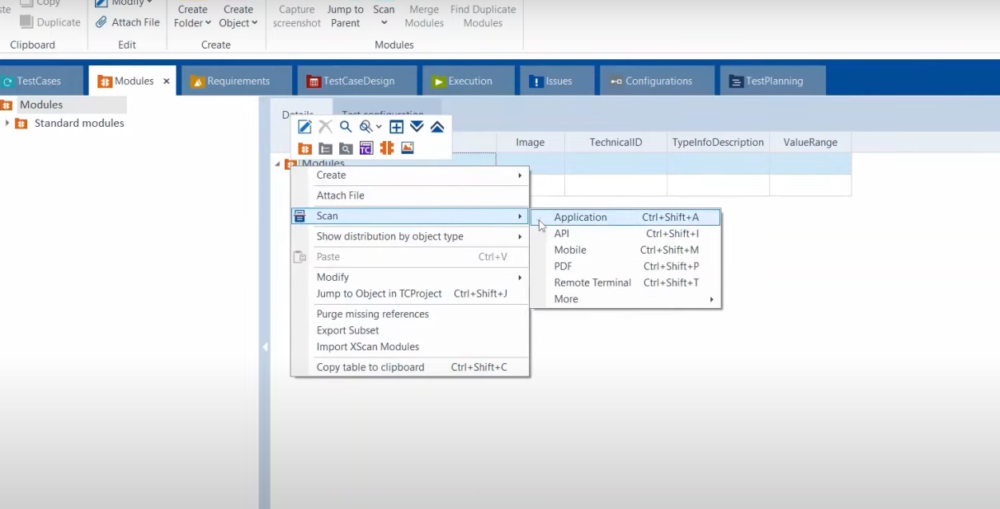 Copy
Modify
Create
Create
Capture
Jump to
Scan
Merge
Find Duplicate
Duplicate
Attach File
Folder
Object
screenshot
Parent
Modules
Modules
Clipboard
Edit
Create
Modules
TestCases
Modules
Requirements
TestCaseDesign
Execution
Issues
Configurations
TestPlanning
Modules
Standard modules
Details
Test configuration
Image
TechnicalID
TypeInfoDescription
ValueRange
TC
Modules
Create
Attach File
Scan
Show distribution by object type
Paste Ctrl+V
Modify
Jump to Object in TCProject Ctrl+Shift+J
Purge missing references
Export Subset
Import XScan Modules
Copy table to clipboard Ctrl+Shift+C
Application Ctrl+Shift+A
API Ctrl+Shift+I
Mobile Ctrl+Shift+M
PDF Ctrl+Shift+P
Remote Terminal Ctrl+Shift+T
More